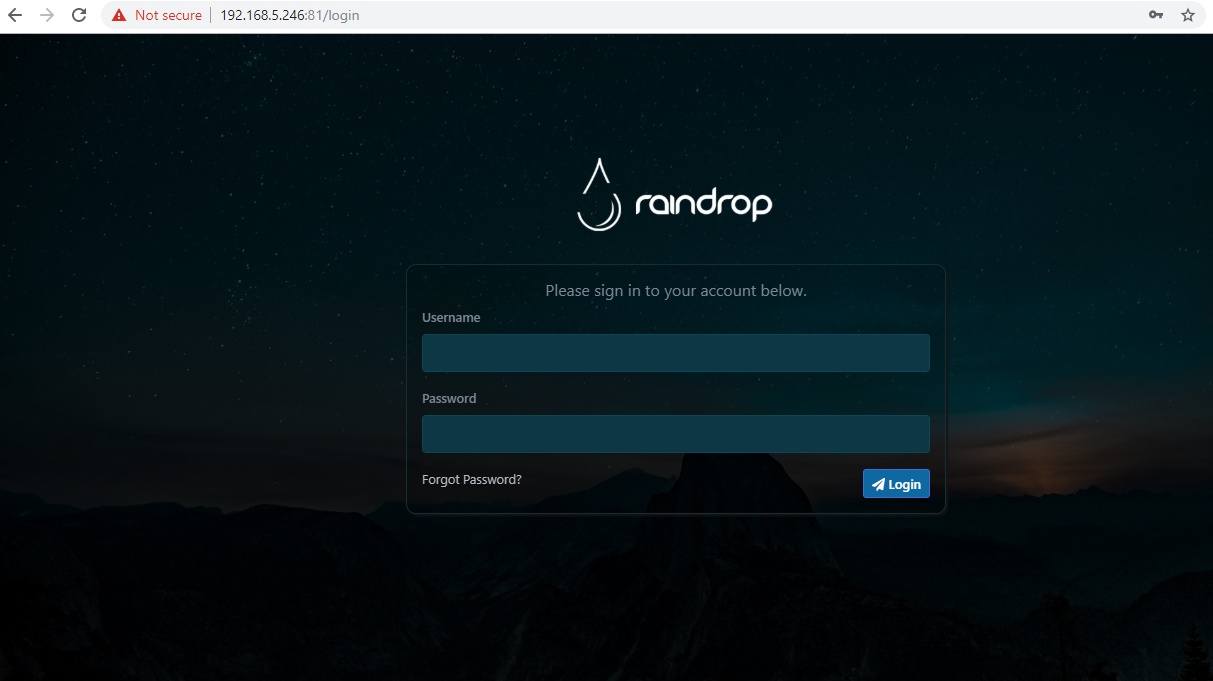 Not secure | 192.168.5.246:81/login
raindrop
Please sign in to your account below.
Username
Password
Forgot Password?
Login